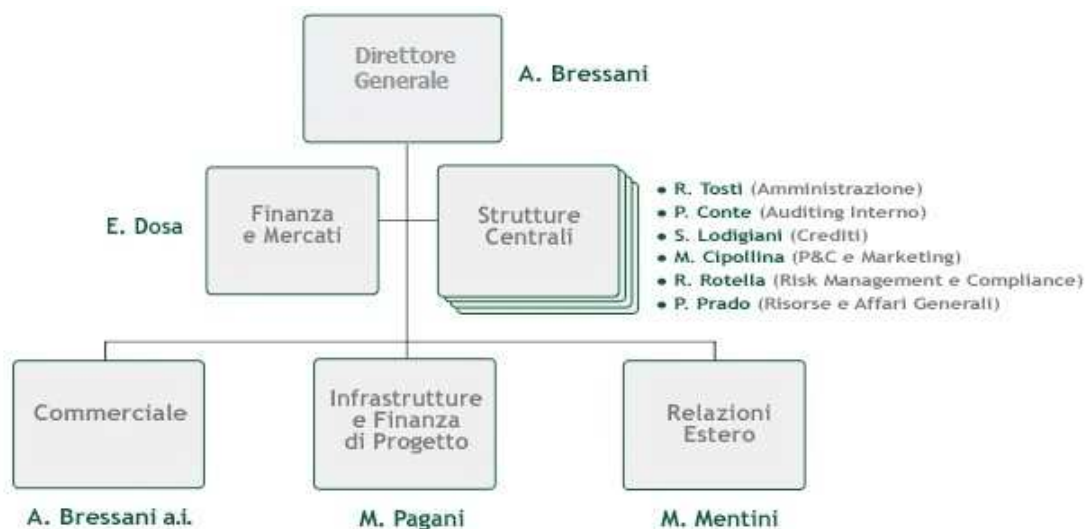 Direttore
Generale
A. Bressani
E. Dosa
Finanza
e Mercati
Strutture
Centrali
• R. Tosti (Amministrazione)
• P. Conte (Auditing Interno)
• S. Lodigiani (Crediti)
• M. Cipollina (P&C e Marketing)
• R. Rotella (Risk Management e Compliance)
• P. Prado (Risorse e Affari Generali)
Commerciale
Infrastrutture
e Finanza
di Progetto
Relazioni
Estero
A. Bressani a.i.
M. Pagani
M. Mentini